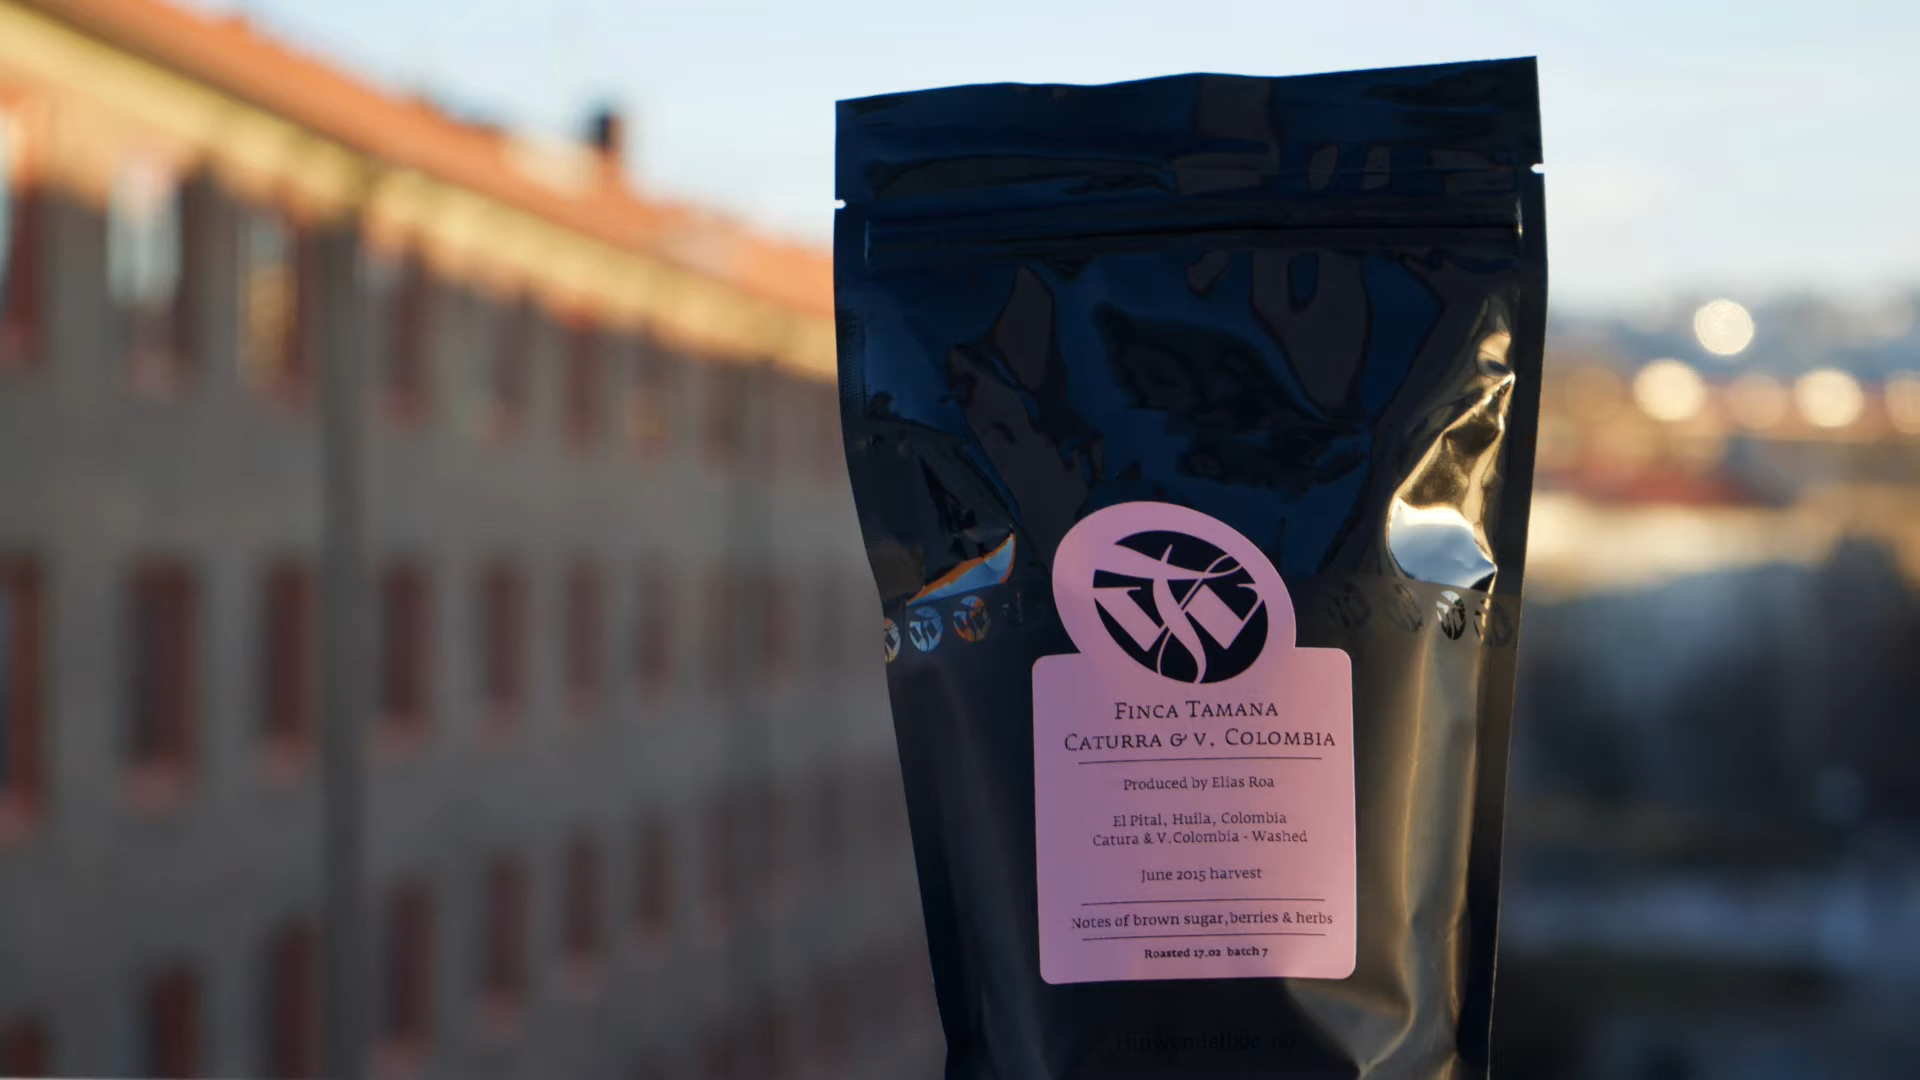 FINCA TAMANA
CATURRA & V. COLOMBIA
Produced by Elias Roa
El Pital, Huila, Colombia
Catura & V.Colombia - Washed
June 2015 harvest
Notes of brown sugar,berries & herbs
Roasted 17.02 batch 7